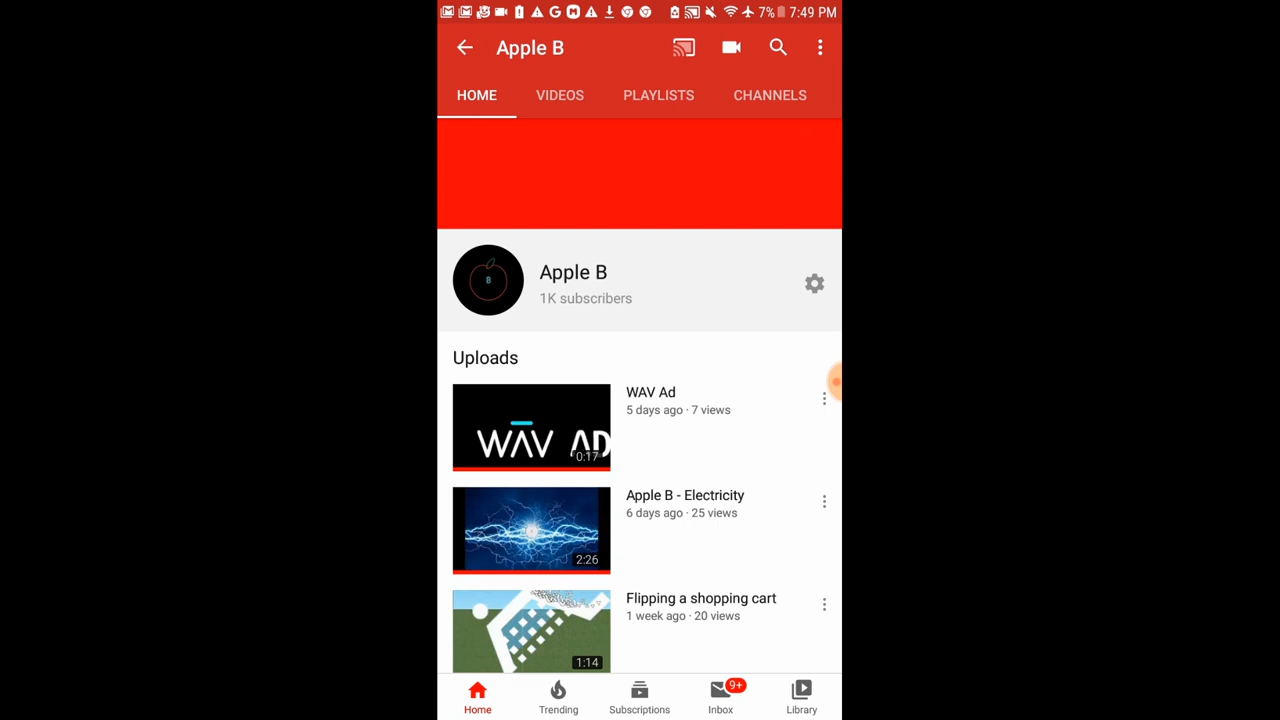 7% 7:49 PM
Apple B
HOME VIDEOS PLAYLISTS CHANNELS
B
Apple B
1K subscribers
Uploads
WAV AD
0:17
WAV Ad
5 days ago · 7 views
2:26
Apple B - Electricity
6 days ago · 25 views
1:14
Flipping a shopping cart
1 week ago · 20 views
9+
Home Trending Subscriptions Inbox Library